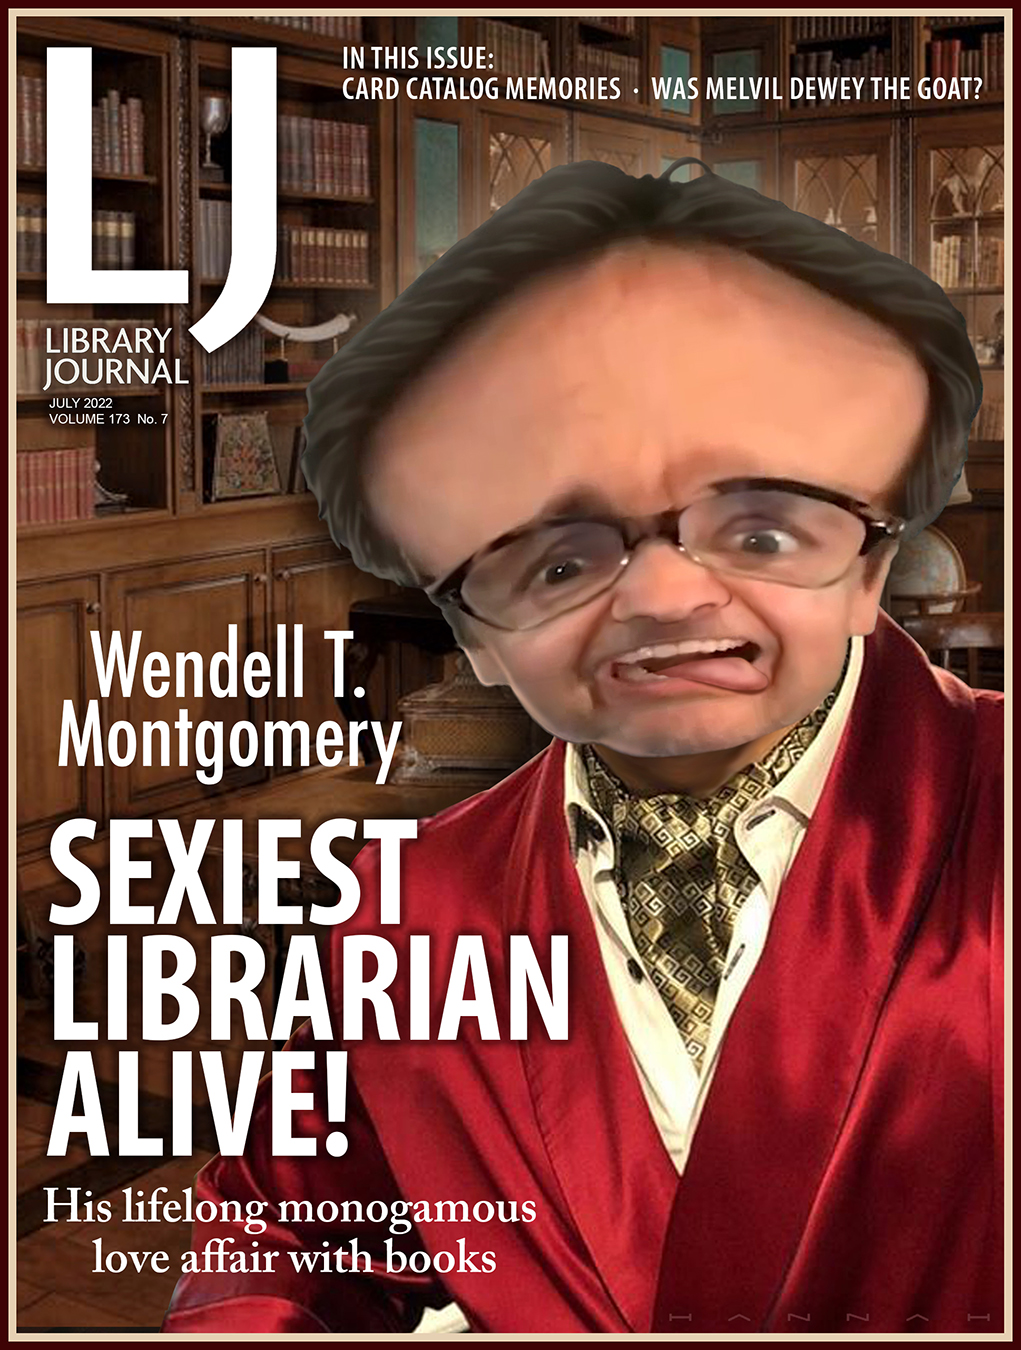 LJ
LIBRARY
JOURNAL
JULY 2022
VOLUME 173 No. 7
IN THIS ISSUE:
CARD CATALOG MEMORIES · WAS MELVIL DEWEY THE GOAT?
Wendell T.
Montgomery
SEXIEST
LIBRARIAN
ALIVE!
His lifelong monogamous
love affair with books
HANNAH